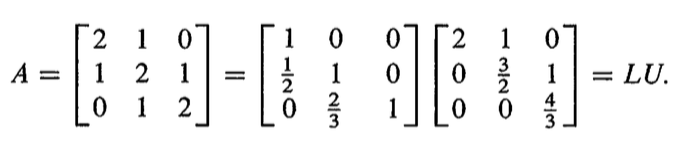 A = [2 1 0; 1 2 1; 0 1 2] = [1 0 0; 1/2 1 0; 0 2/3 1] [2 1 0; 0 3/2 1; 0 0 4/3] = LU.